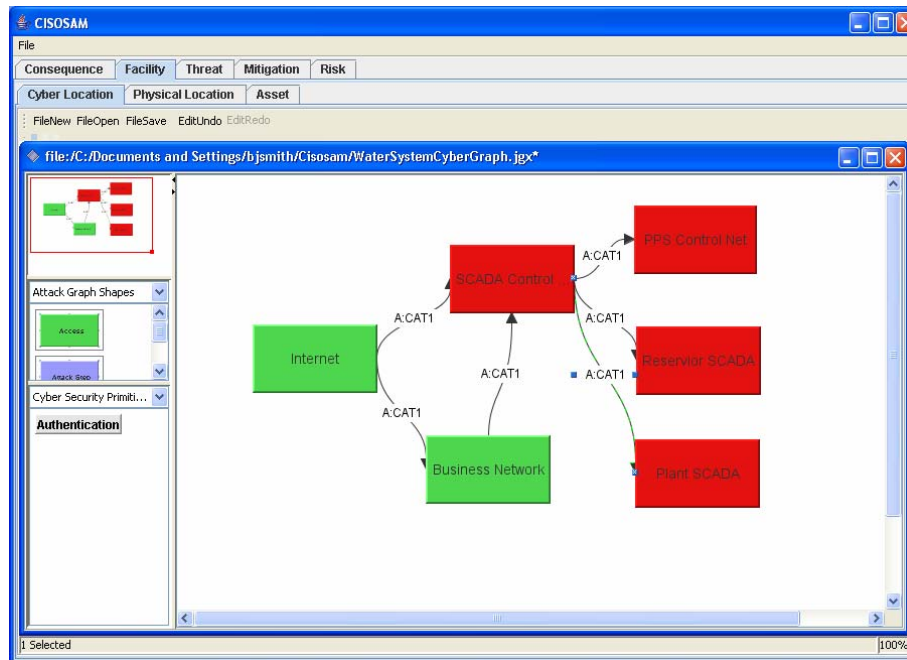 CISOSAM
File
Consequence Facility Threat Mitigation Risk
Cyber Location Physical Location Asset
FileNew FileOpen FileSave EditUndo EditRedo
file:/C:/Documents and Settings/bjsmith/Cisosam/WaterSystemCyberGraph.jgx*
Attack Graph Shapes
Access
Attack Step
Cyber Security Primiti...
Authentication
PPS Control Net
A:CAT1
SCADA Control ...
A:CAT1
A:CAT1
Internet
Reservior SCADA
A:CAT1
A:CAT1
A:CAT1
Business Network
Plant SCADA
1 Selected
100%